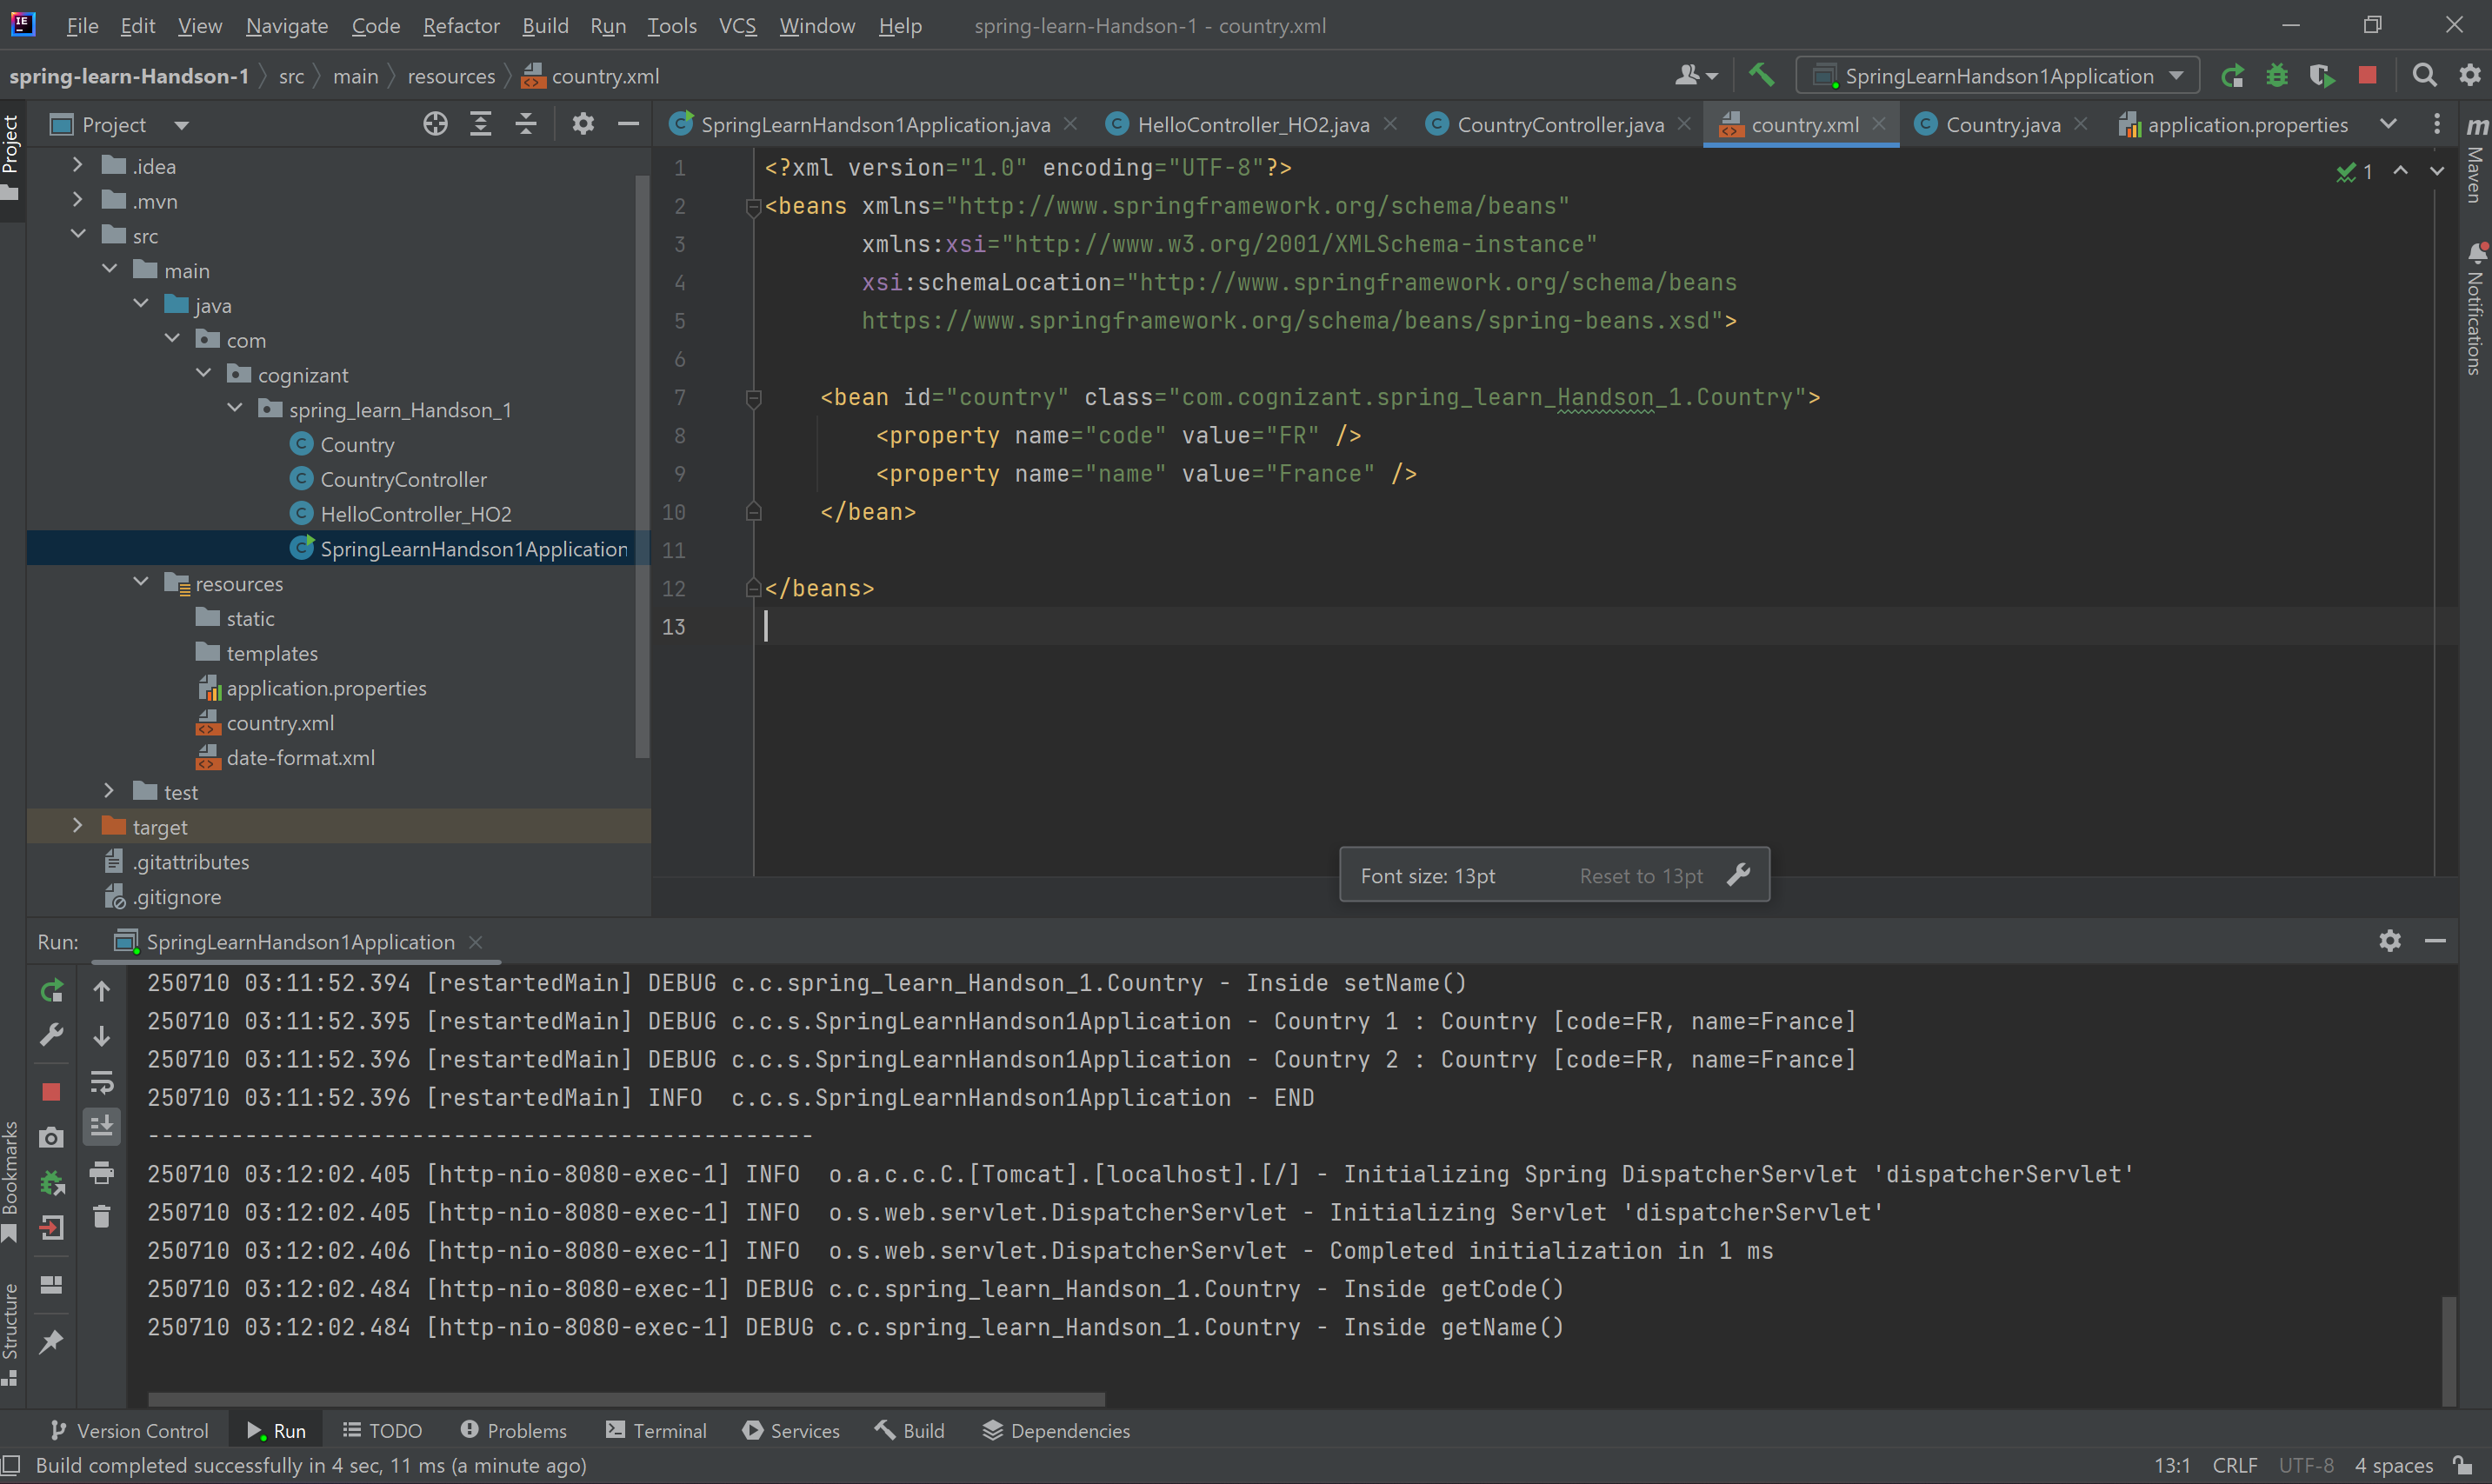 File Edit View Navigate Code Refactor Build Run Tools VCS Window Help spring-learn-Handson-1 - country.xml
spring-learn-Handson-1 src main resources country.xml SpringLearnHandson1Application
Project SpringLearnHandson1Application.java HelloController_HO2.java CountryController.java country.xml Country.java application.properties
Project
Maven
Notifications
.idea
.mvn
src
main
java
com
cognizant
spring_learn_Handson_1
Country
CountryController
HelloController_HO2
SpringLearnHandson1Application
resources
static
templates
application.properties
country.xml
date-format.xml
test
target
.gitattributes
.gitignore
1 <?xml version="1.0" encoding="UTF-8"?>
2 <beans xmlns="http://www.springframework.org/schema/beans"
3 xmlns:xsi="http://www.w3.org/2001/XMLSchema-instance"
4 xsi:schemaLocation="http://www.springframework.org/schema/beans
5 https://www.springframework.org/schema/beans/spring-beans.xsd">
6
7 <bean id="country" class="com.cognizant.spring_learn_Handson_1.Country">
8 <property name="code" value="FR" />
9 <property name="name" value="France" />
10 </bean>
11
12 </beans>
13
1
Font size: 13pt Reset to 13pt
Run: SpringLearnHandson1Application
250710 03:11:52.394 [restartedMain] DEBUG c.c.spring_learn_Handson_1.Country - Inside setName()
250710 03:11:52.395 [restartedMain] DEBUG c.c.s.SpringLearnHandson1Application - Country 1 : Country [code=FR, name=France]
250710 03:11:52.396 [restartedMain] DEBUG c.c.s.SpringLearnHandson1Application - Country 2 : Country [code=FR, name=France]
250710 03:11:52.396 [restartedMain] INFO  c.c.s.SpringLearnHandson1Application - END
------------------------------------------------
250710 03:12:02.405 [http-nio-8080-exec-1] INFO  o.a.c.c.C.[Tomcat].[localhost].[/] - Initializing Spring DispatcherServlet 'dispatcherServlet'
250710 03:12:02.405 [http-nio-8080-exec-1] INFO  o.s.web.servlet.DispatcherServlet - Initializing Servlet 'dispatcherServlet'
250710 03:12:02.406 [http-nio-8080-exec-1] INFO  o.s.web.servlet.DispatcherServlet - Completed initialization in 1 ms
250710 03:12:02.484 [http-nio-8080-exec-1] DEBUG c.c.spring_learn_Handson_1.Country - Inside getCode()
250710 03:12:02.484 [http-nio-8080-exec-1] DEBUG c.c.spring_learn_Handson_1.Country - Inside getName()
Bookmarks
Structure
Version Control Run TODO Problems Terminal Services Build Dependencies
Build completed successfully in 4 sec, 11 ms (a minute ago) 13:1 CRLF UTF-8 4 spaces